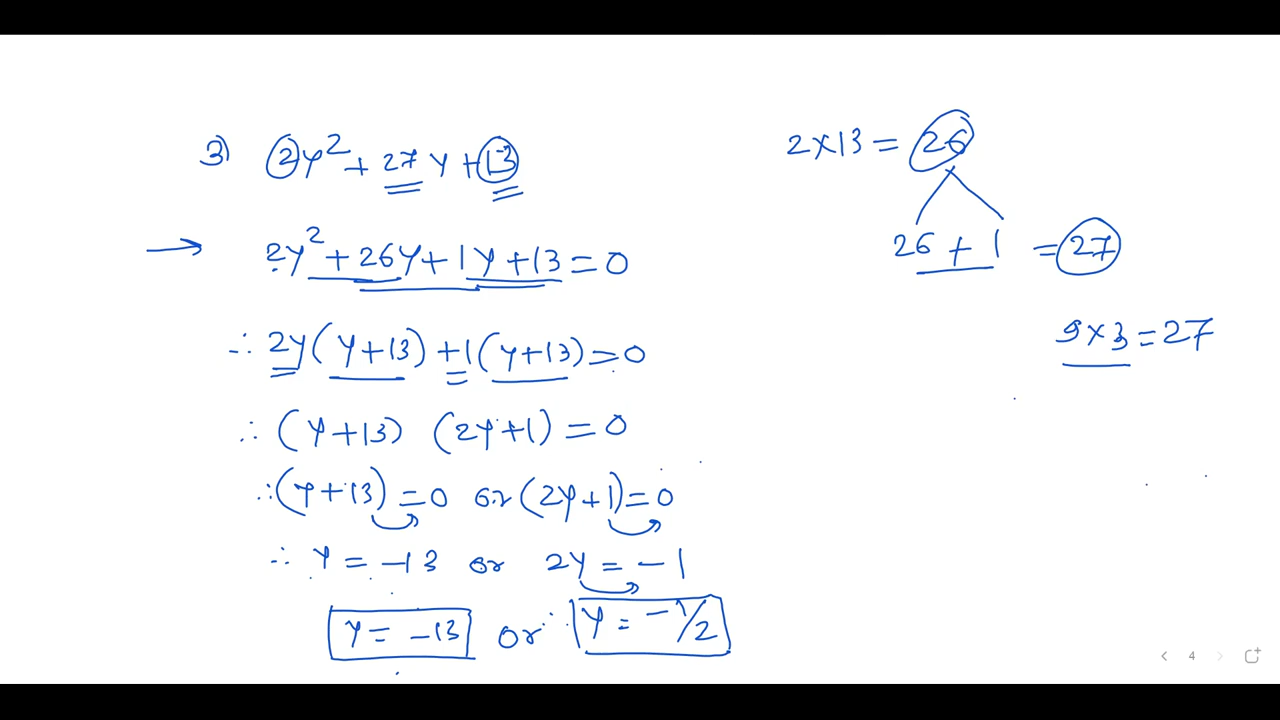 3) 2y² + 27y + 13
2 × 13 = 26
26 + 1 = 27
9 × 3 = 27
→ 2y² + 26y + 1y + 13 = 0
∴ 2y(y + 13) + 1(y + 13) = 0
∴ (y + 13) (2y + 1) = 0
∴ (y + 13) = 0 or (2y + 1) = 0
∴ y = -13 or 2y = -1
y = -13 or ∴ y = -1/2
4